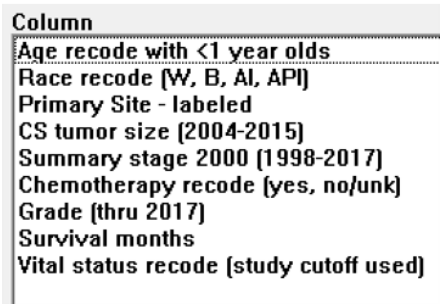 Column
Age recode with <1 year olds
Race recode (W, B, AI, API)
Primary Site - labeled
CS tumor size (2004-2015)
Summary stage 2000 (1998-2017)
Chemotherapy recode (yes, no/unk)
Grade (thru 2017)
Survival months
Vital status recode (study cutoff used)